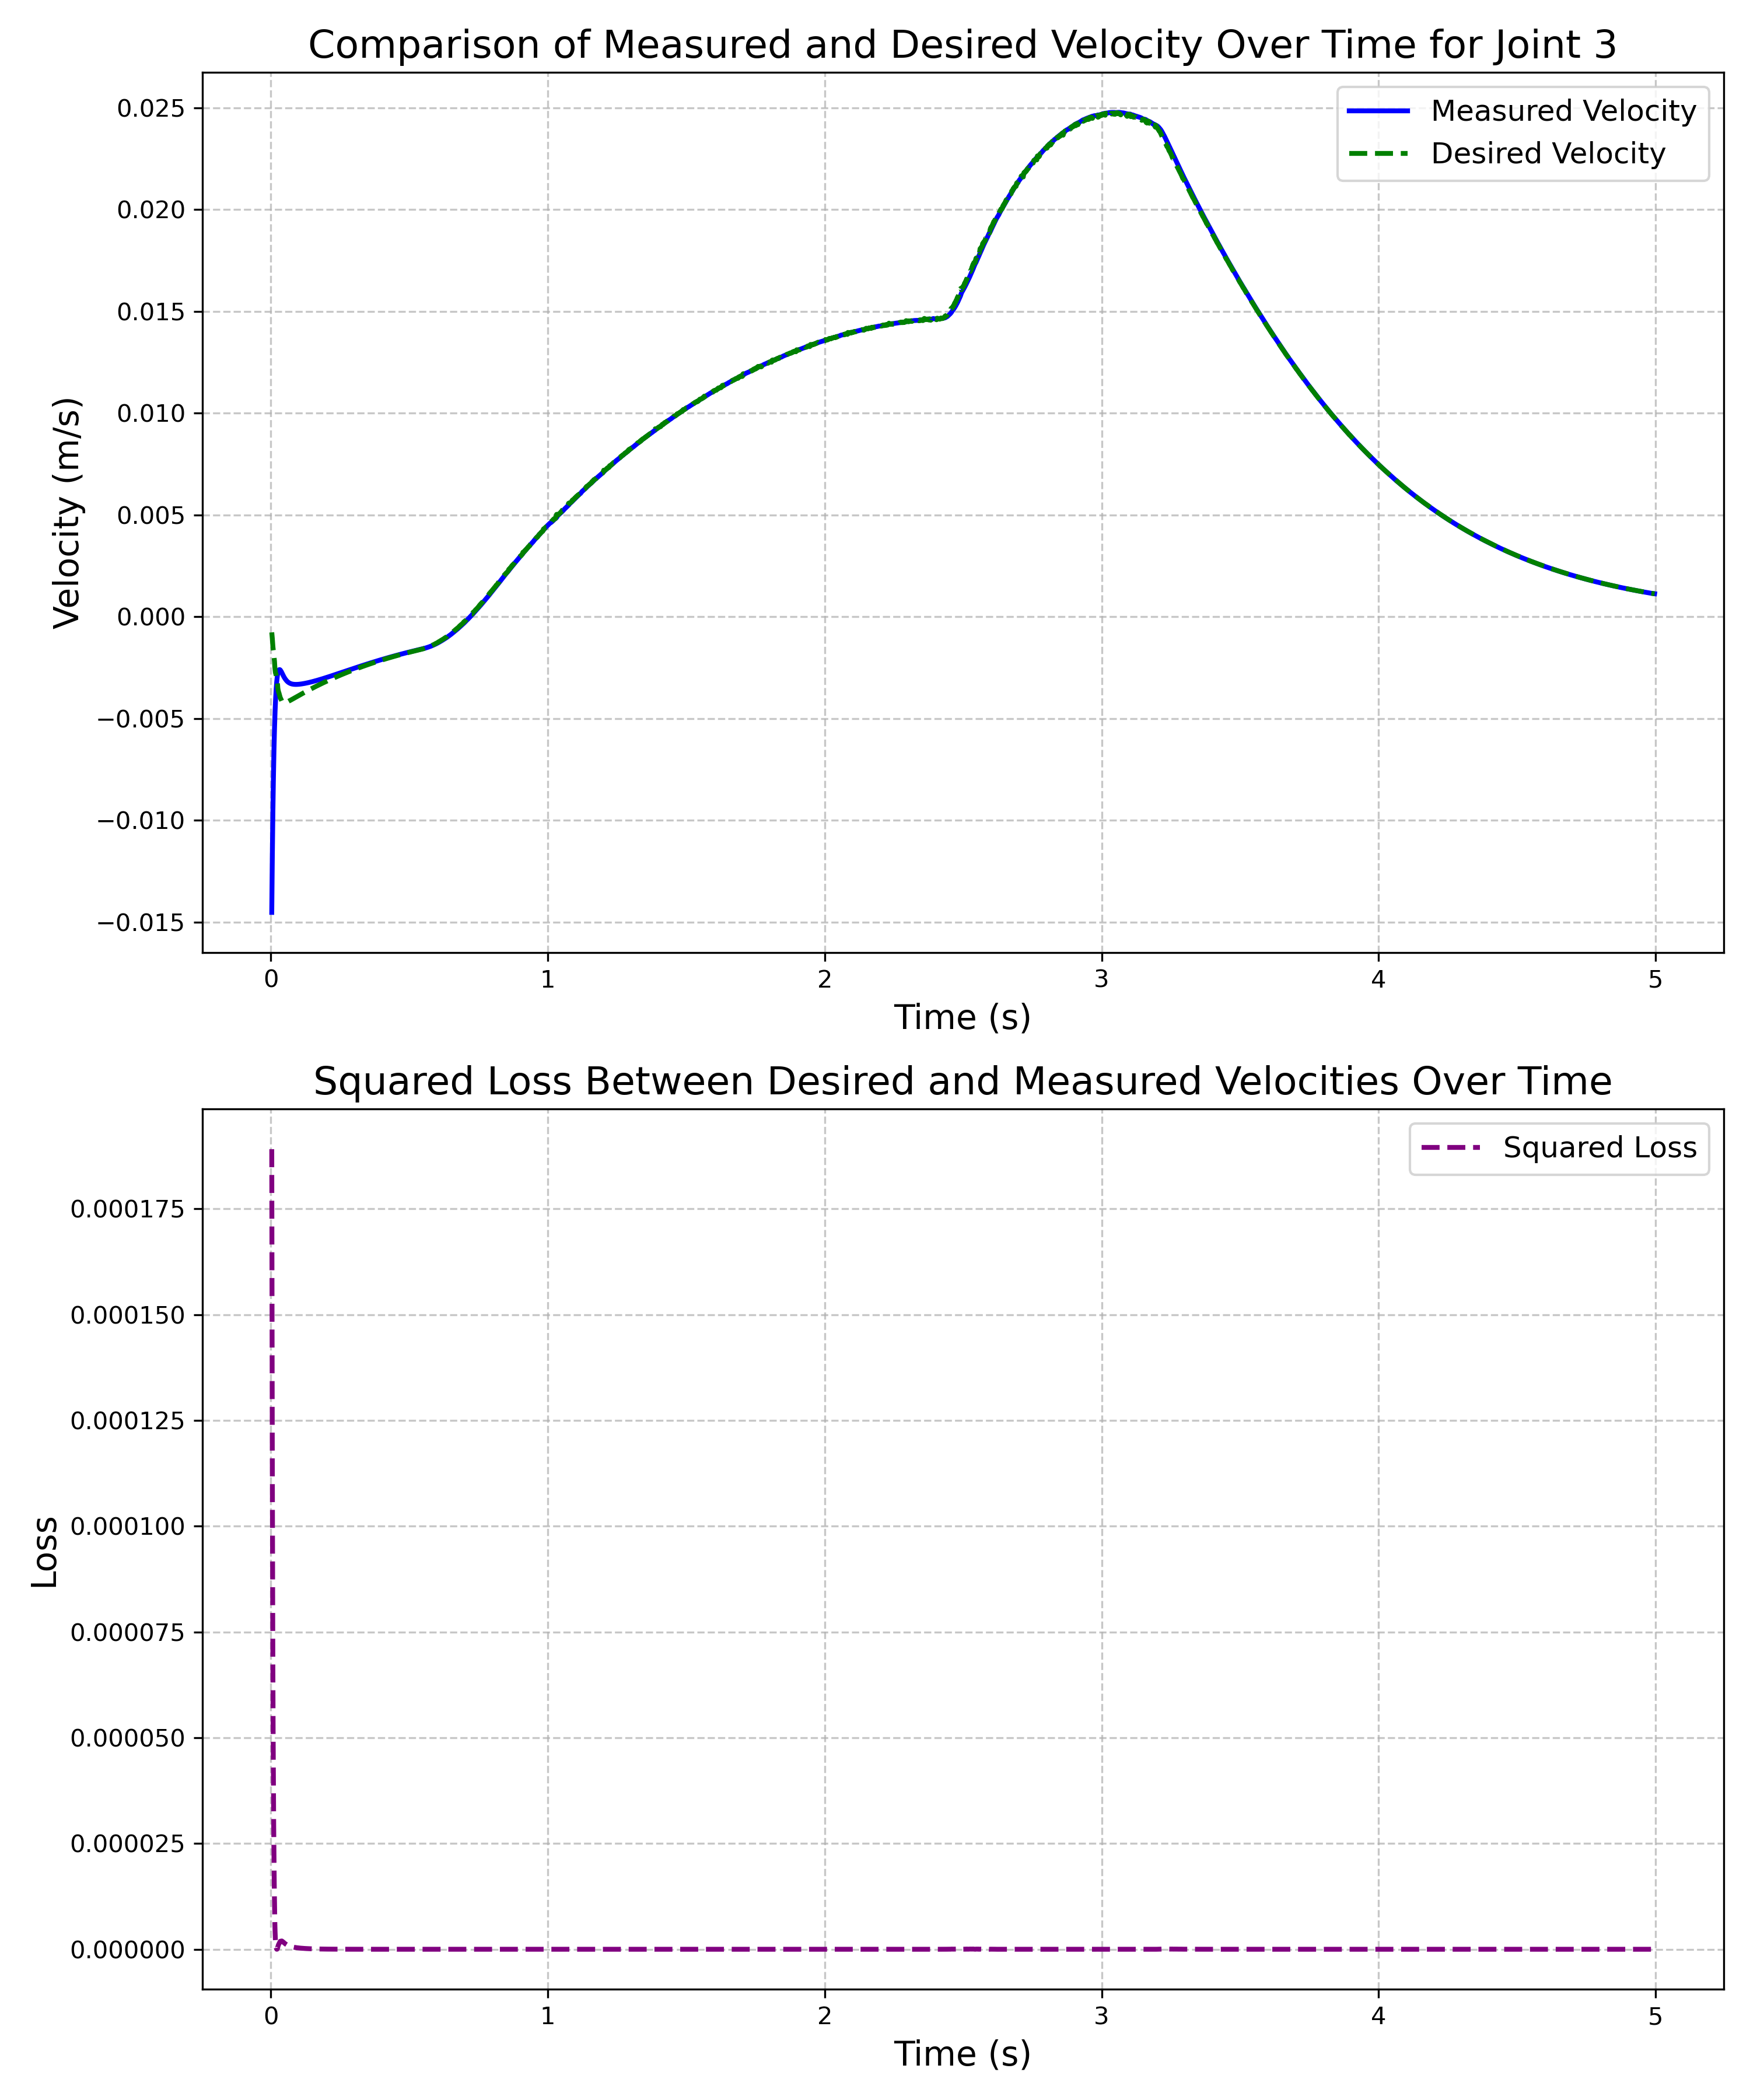 Comparison of Measured and Desired Velocity Over Time for Joint 3
Measured Velocity
Desired Velocity
0.025
0.020
0.015
0.010
0.005
0.000
−0.005
−0.010
−0.015
Velocity (m/s)
0 1 2 3 4 5
Time (s)
Squared Loss Between Desired and Measured Velocities Over Time
Squared Loss
0.000175
0.000150
0.000125
0.000100
0.000075
0.000050
0.000025
0.000000
Loss
0 1 2 3 4 5
Time (s)